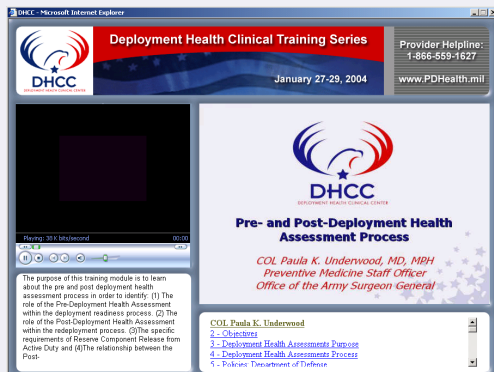 DHCC - Microsoft Internet Explorer
DHCC
DEPLOYMENT HEALTH CLINICAL CENTER
Deployment Health Clinical Training Series
January 27-29, 2004
Provider Helpline:
1-866-559-1627
www.PDHealth.mil
Playing: 38 K bits/second
00:00
The purpose of this training module is to learn
about the pre and post deployment health
assessment process in order to identify: (1) The
role of the Pre-Deployment Health Assessment
within the deployment readiness process. (2) The
role of the Post-Deployment Health Assessment
within the redeployment process. (3)The specific
requirements of Reserve Component Release from
Active Duty and (4)The relationship between the
Post-
DHCC
DEPLOYMENT HEALTH CLINICAL CENTER
Pre- and Post-Deployment Health
Assessment Process
COL Paula K. Underwood, MD, MPH
Preventive Medicine Staff Officer
Office of the Army Surgeon General
COL Paula K. Underwood
2 - Objectives
3 - Deployment Health Assessments Purpose
4 - Deployment Health Assessments Process
5 - Policies: Department of Defense